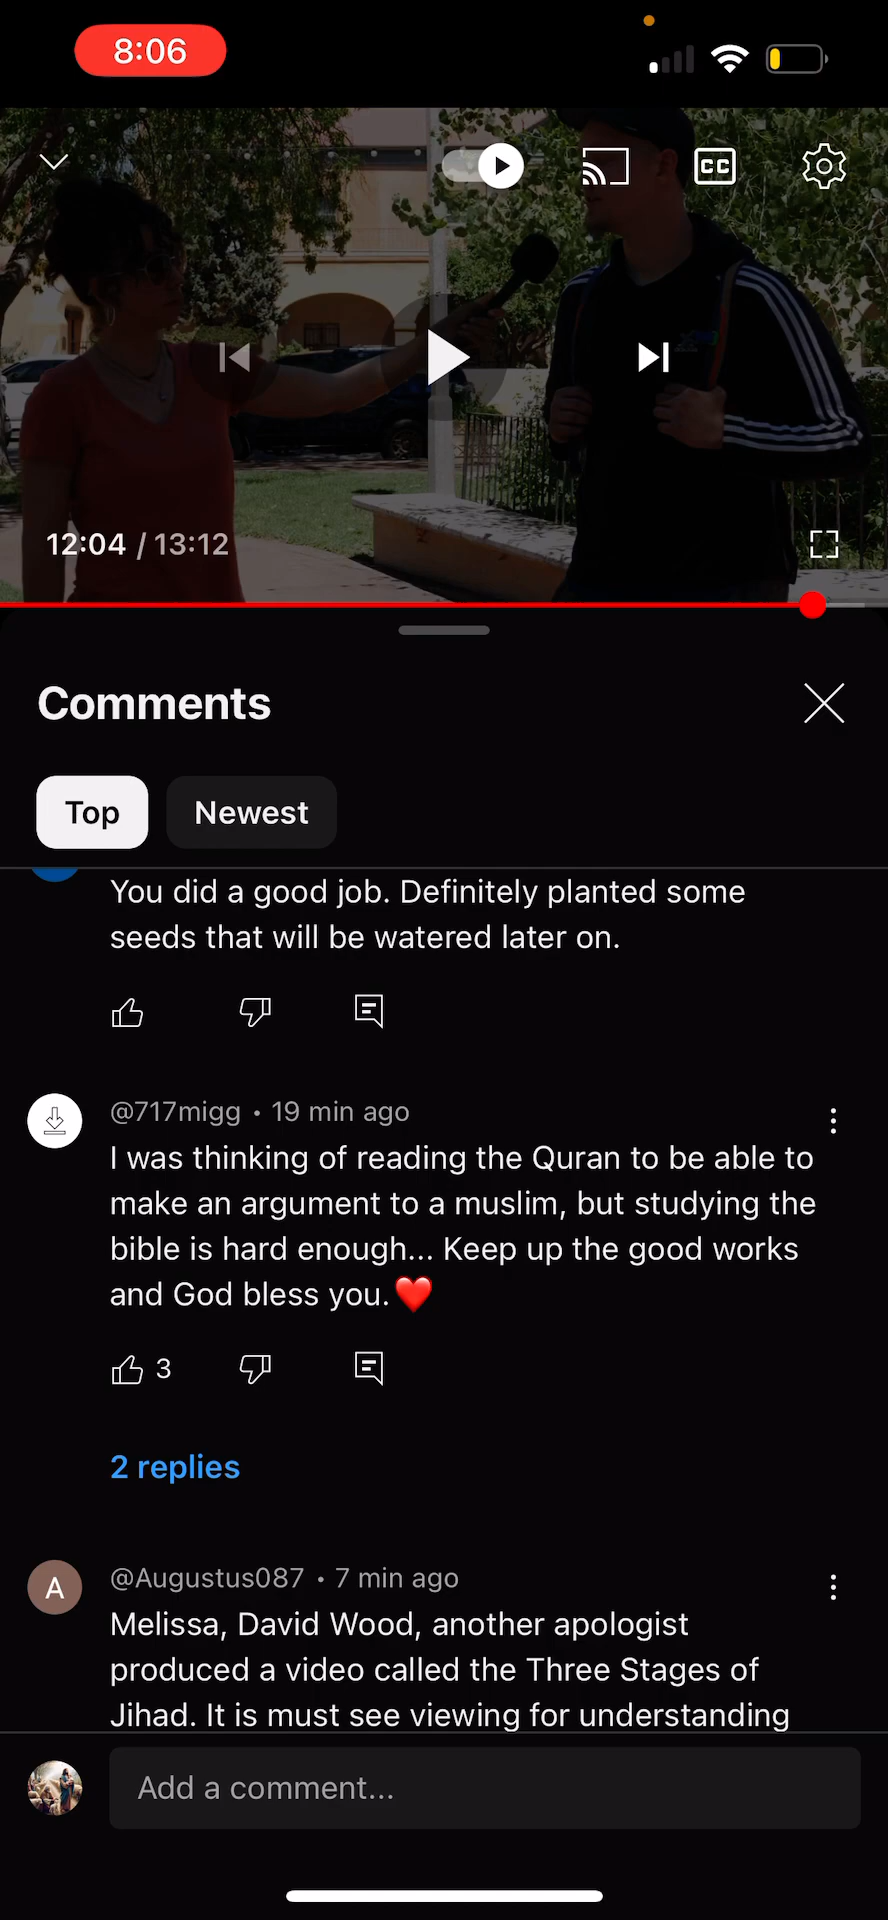 8:06
CC
12:04 / 13:12
Comments
Top
Newest
You did a good job. Definitely planted some
seeds that will be watered later on.
@717migg • 19 min ago
I was thinking of reading the Quran to be able to
make an argument to a muslim, but studying the
bible is hard enough... Keep up the good works
and God bless you.❤️
3
2 replies
A
@Augustus087 • 7 min ago
Melissa, David Wood, another apologist
produced a video called the Three Stages of
Jihad. It is must see viewing for understanding
Add a comment...